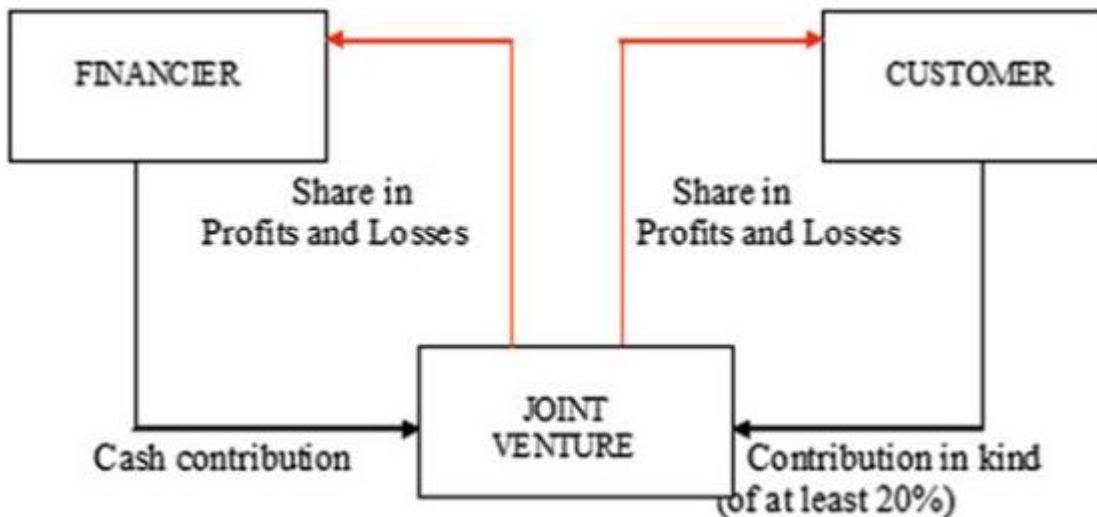 FINANCIER
CUSTOMER
Share in
Profits and Losses
Share in
Profits and Losses
JOINT
VENTURE
Cash contribution
Contribution in kind
(of at least 20%)